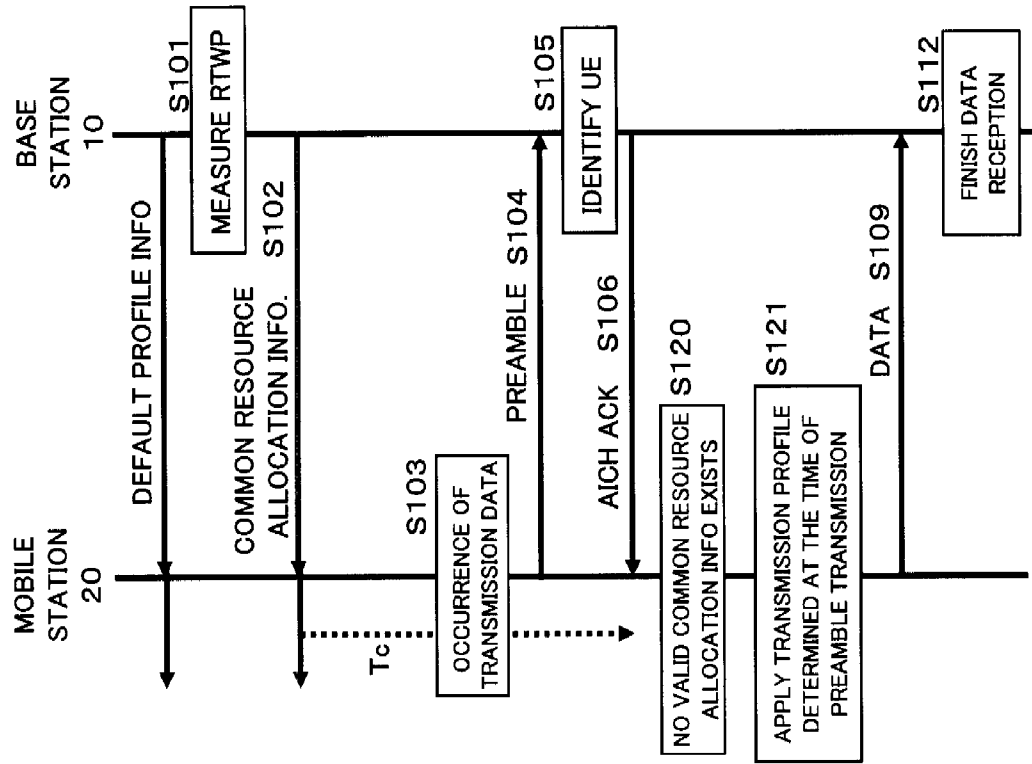 MOBILE
STATION
20
BASE
STATION
10
DEFAULT PROFILE INFO
S101
MEASURE RTWP
COMMON RESOURCE
ALLOCATION INFO. S102
Tc
S103
OCCURRENCE OF
TRANSMISSION DATA
PREAMBLE S104
S105
IDENTIFY UE
AICH ACK S106
S120
NO VALID COMMON RESOURCE
ALLOCATION INFO EXISTS
S121
APPLY TRANSMISSION PROFILE
DETERMINED AT THE TIME OF
PREAMBLE TRANSMISSION
DATA S109
S112
FINISH DATA
RECEPTION